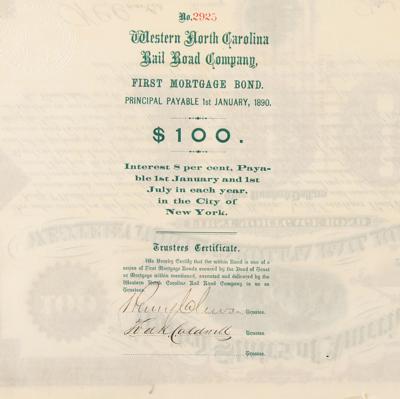 No. 2925
Western North Carolina
Rail Road Company,
FIRST MORTGAGE BOND.
PRINCIPAL PAYABLE 1st JANUARY, 1890.
$100.
Interest 8 per cent, Paya-
ble 1st January and 1st
July in each year,
in the City of
New York.
Trustees Certificate.
We Hereby Certify that the within Bond is one of a
series of First Mortgage Bonds secured by the Deed of Trust
or Mortgage within mentioned, executed and delivered by the
Western North Carolina Rail Road Company to us as
Trustees.
Trustee.
Caldwell Trustee.
Trustee.